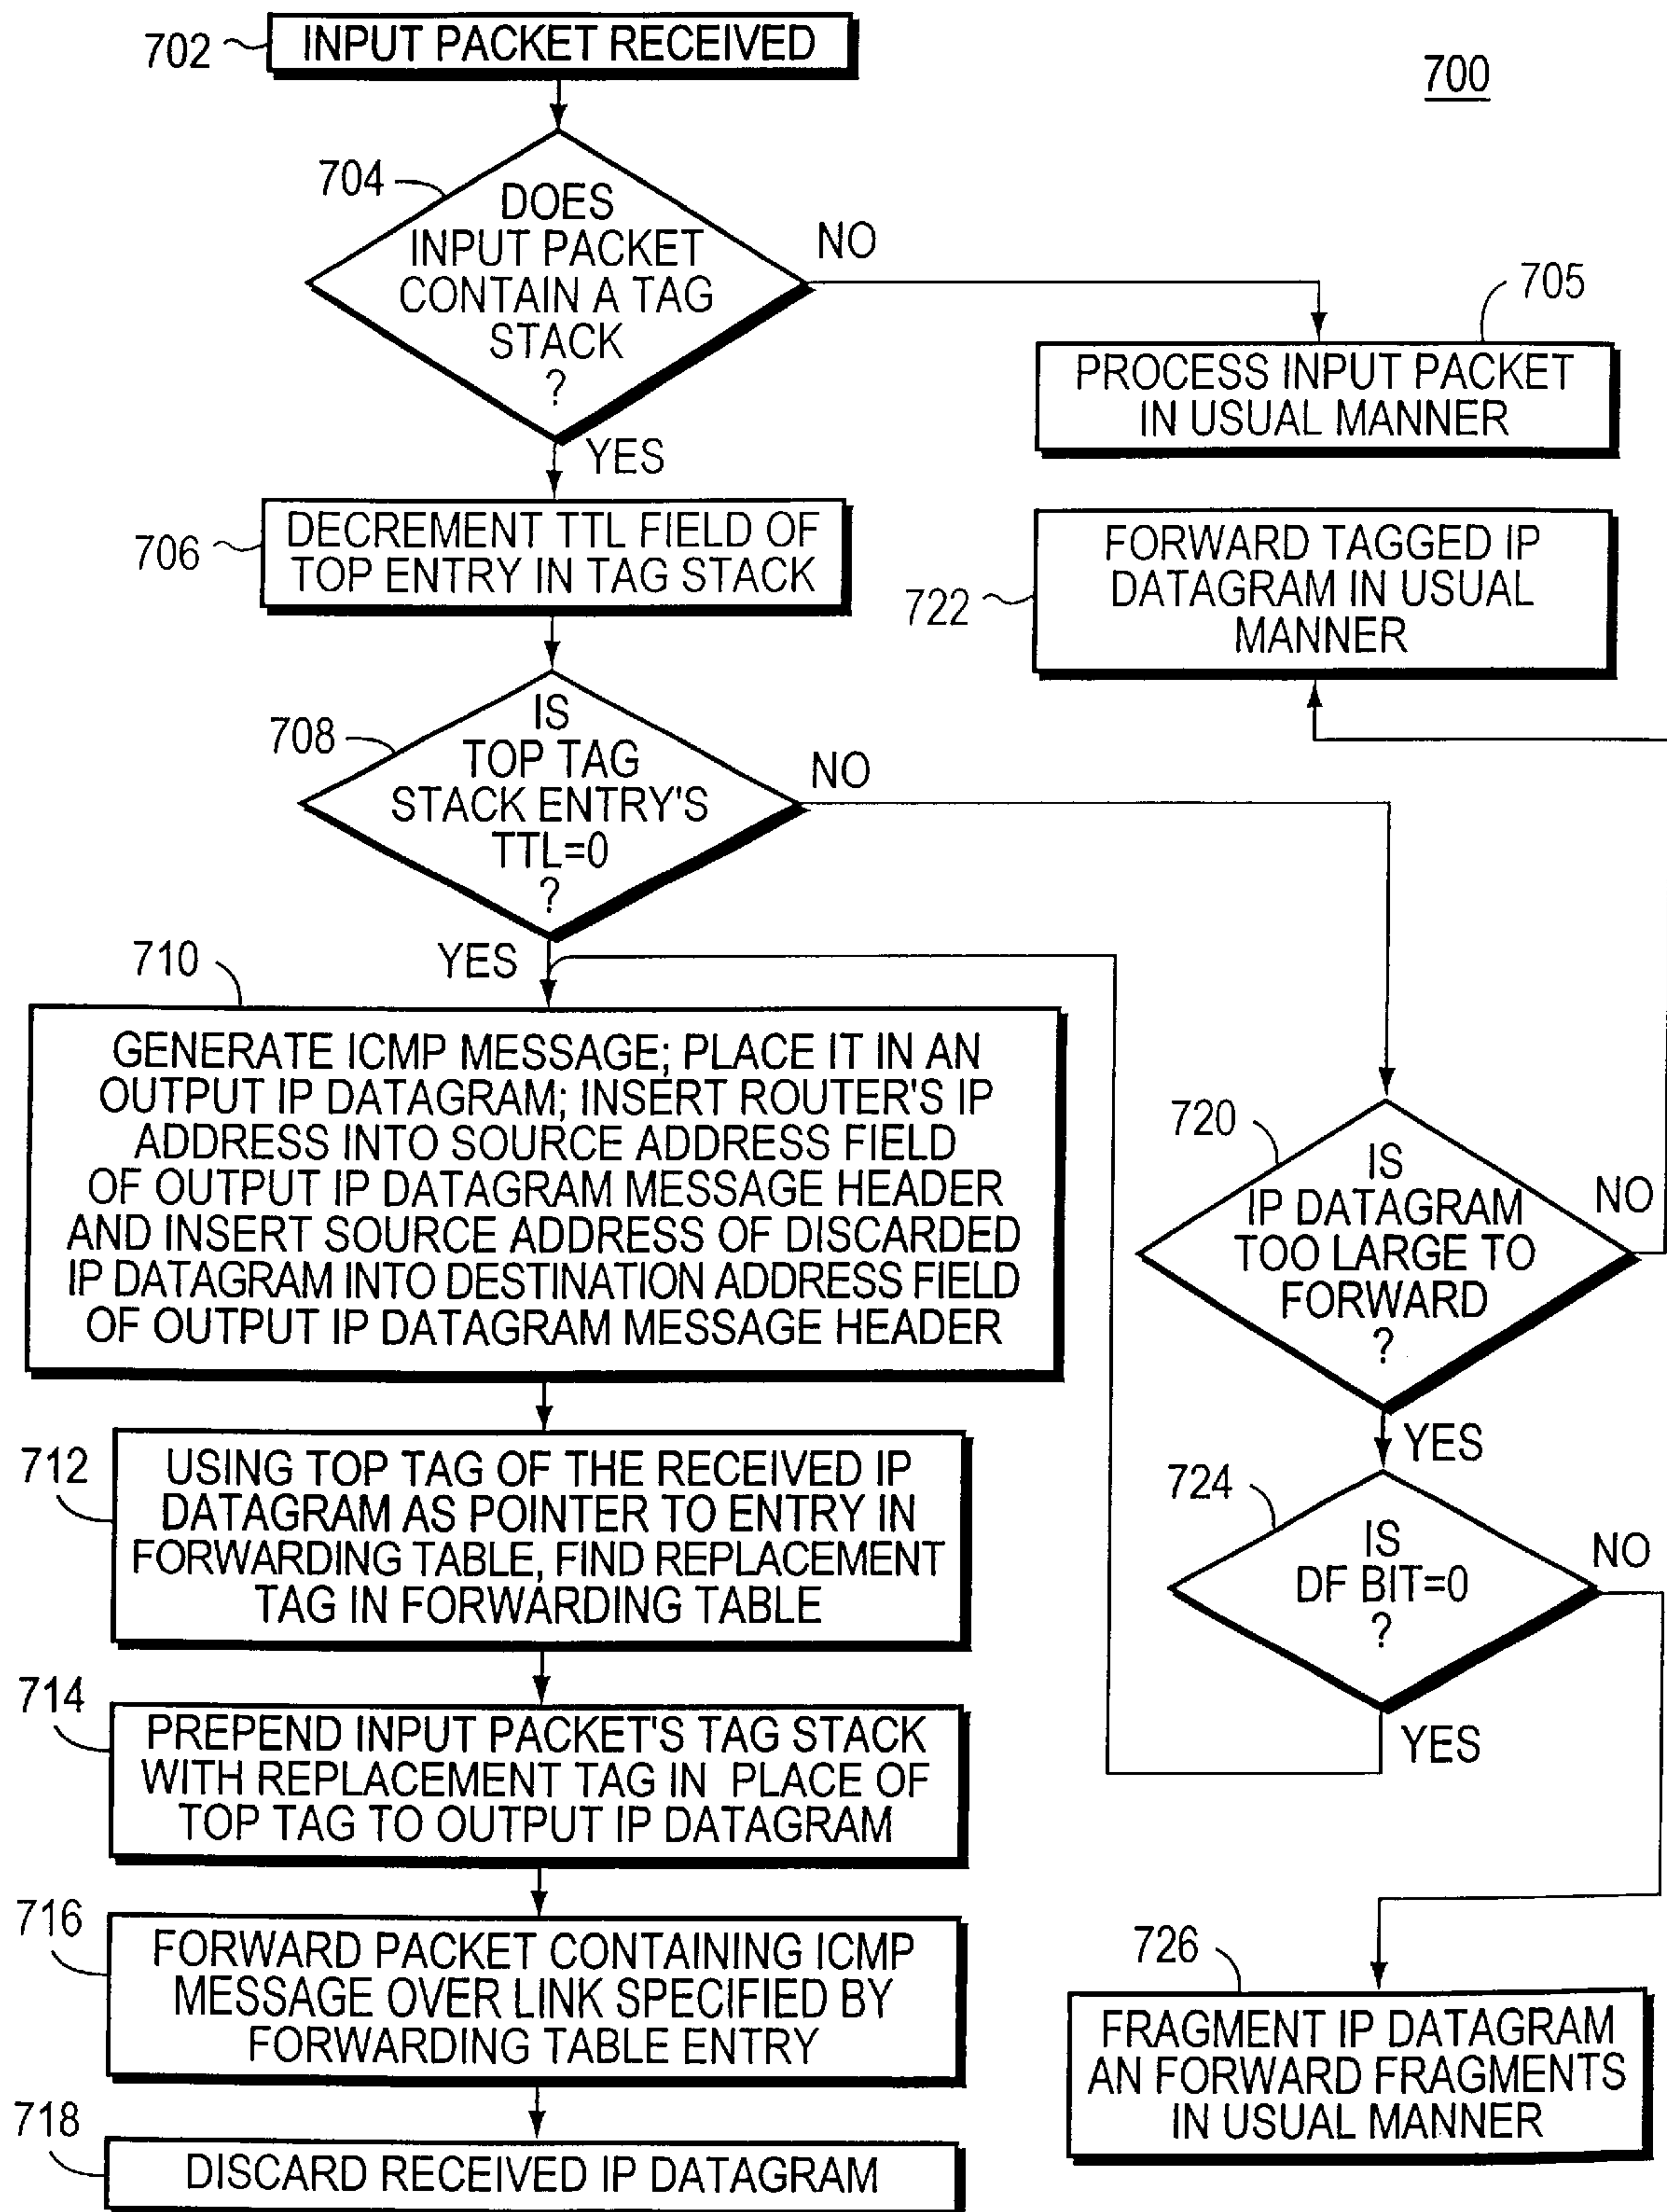 700
702
INPUT PACKET RECEIVED
704
DOES
INPUT PACKET
CONTAIN A TAG
STACK
?
NO
YES
705
PROCESS INPUT PACKET
IN USUAL MANNER
706
DECREMENT TTL FIELD OF
TOP ENTRY IN TAG STACK
722
FORWARD TAGGED IP
DATAGRAM IN USUAL
MANNER
708
IS
TOP TAG
STACK ENTRY'S
TTL=0
?
NO
YES
710
GENERATE ICMP MESSAGE; PLACE IT IN AN
OUTPUT IP DATAGRAM; INSERT ROUTER'S IP
ADDRESS INTO SOURCE ADDRESS FIELD
OF OUTPUT IP DATAGRAM MESSAGE HEADER
AND INSERT SOURCE ADDRESS OF DISCARDED
IP DATAGRAM INTO DESTINATION ADDRESS FIELD
OF OUTPUT IP DATAGRAM MESSAGE HEADER
720
IS
IP DATAGRAM
TOO LARGE TO
FORWARD
?
NO
YES
712
USING TOP TAG OF THE RECEIVED IP
DATAGRAM AS POINTER TO ENTRY IN
FORWARDING TABLE, FIND REPLACEMENT
TAG IN FORWARDING TABLE
724
IS
DF BIT=0
?
NO
YES
714
PREPEND INPUT PACKET'S TAG STACK
WITH REPLACEMENT TAG IN PLACE OF
TOP TAG TO OUTPUT IP DATAGRAM
716
FORWARD PACKET CONTAINING ICMP
MESSAGE OVER LINK SPECIFIED BY
FORWARDING TABLE ENTRY
726
FRAGMENT IP DATAGRAM
AN FORWARD FRAGMENTS
IN USUAL MANNER
718
DISCARD RECEIVED IP DATAGRAM